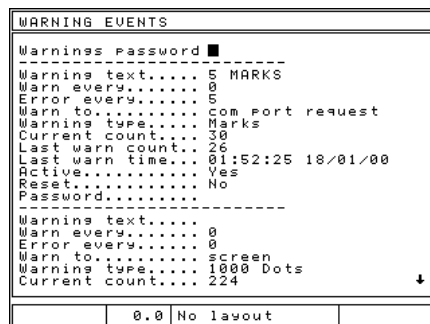 WARNING EVENTS
Warnings password
-------------------------
Warning text..... 5 MARKS
Warn every....... 0
Error every...... 5
Warn to.......... com port request
Warning type..... Marks
Current count.... 30
Last warn count.. 26
Last warn time... 01:52:25 18/01/00
Active........... Yes
Reset............ No
Password.........
-------------------------
Warning text.....
Warn every....... 0
Error every...... 0
Warn to.......... screen
Warning type..... 1000 Dots
Current count.... 224
0.0 No layout